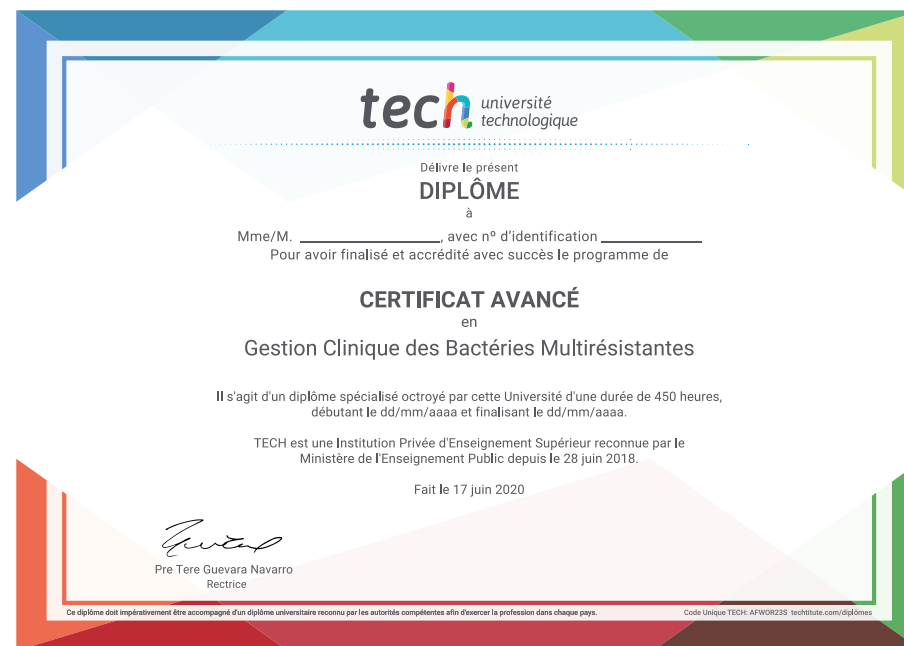 tech université
technologique
Délivre le présent
DIPLÔME
à
Mme/M. ____________________, avec nº d'identification ______________
Pour avoir finalisé et accrédité avec succès le programme de
CERTIFICAT AVANCÉ
en
Gestion Clinique des Bactéries Multirésistantes
Il s'agit d'un diplôme spécialisé octroyé par cette Université d'une durée de 450 heures,
débutant le dd/mm/aaaa et finalisant le dd/mm/aaaa.
TECH est une Institution Privée d'Enseignement Supérieur reconnue par le
Ministère de l'Enseignement Public depuis le 28 juin 2018.
Fait le 17 juin 2020
Pre Tere Guevara Navarro
Rectrice
Ce diplôme doit impérativement être accompagné d'un diplôme universitaire reconnu par les autorités compétentes afin d'exercer la profession dans chaque pays.
Code Unique TECH: AFWOR23S techtitute.com/diplômes